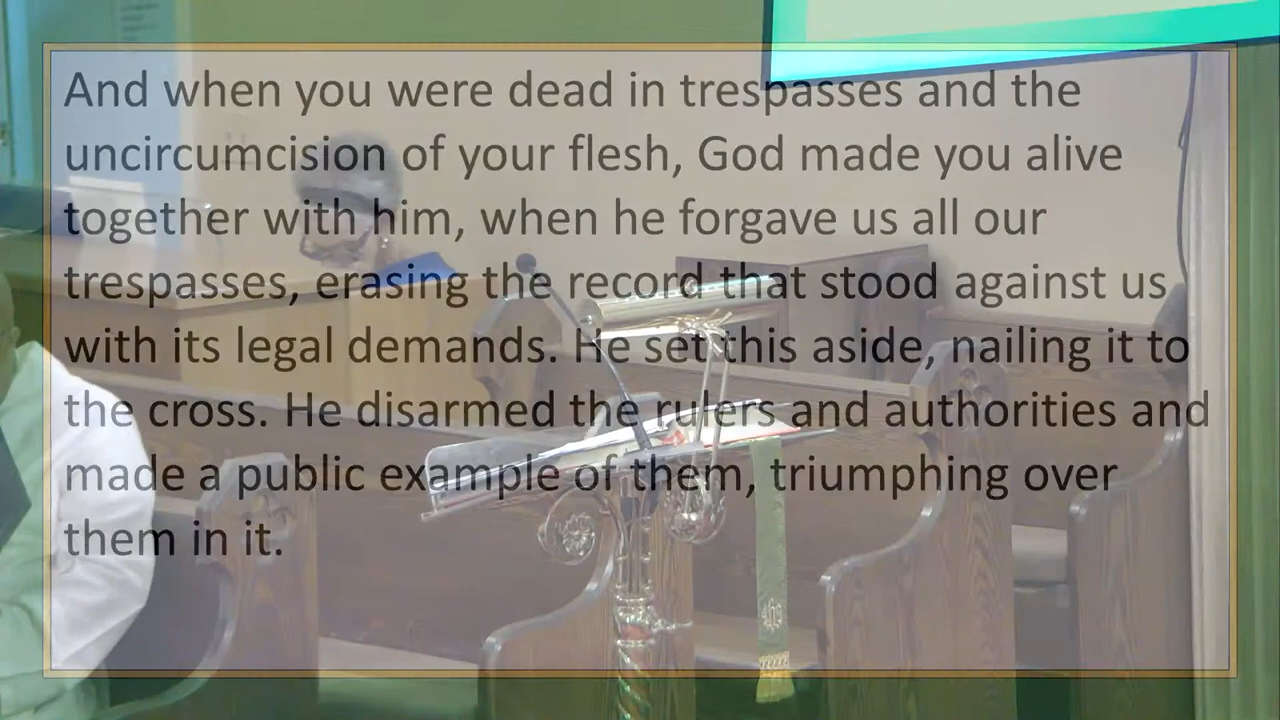 And when you were dead in trespasses and the
uncircumcision of your flesh, God made you alive
together with him, when he forgave us all our
trespasses, erasing the record that stood against us
with its legal demands. He set this aside, nailing it to
the cross. He disarmed the rulers and authorities and
made a public example of them, triumphing over
them in it.